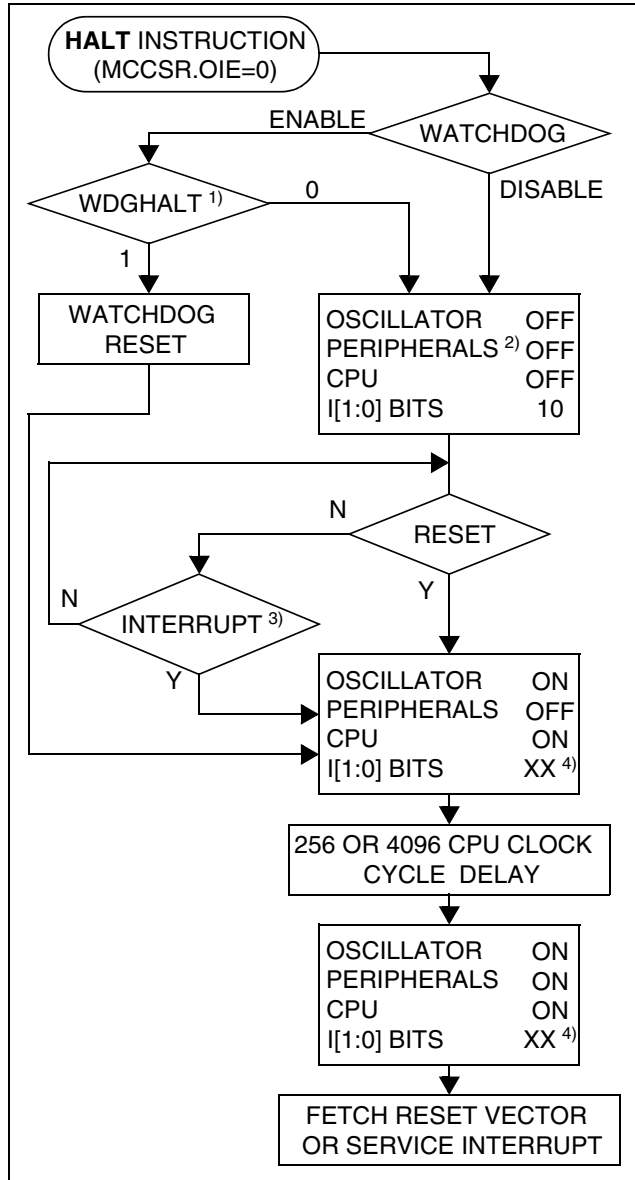 HALT INSTRUCTION
(MCCSR.OIE=0)
ENABLE
WATCHDOG
WDGHALT 1)
0
DISABLE
1
WATCHDOG
RESET
OSCILLATOR OFF
PERIPHERALS 2) OFF
CPU OFF
I[1:0] BITS 10
N
RESET
N
Y
INTERRUPT 3)
Y
OSCILLATOR ON
PERIPHERALS OFF
CPU ON
I[1:0] BITS XX 4)
256 OR 4096 CPU CLOCK
CYCLE DELAY
OSCILLATOR ON
PERIPHERALS ON
CPU ON
I[1:0] BITS XX 4)
FETCH RESET VECTOR
OR SERVICE INTERRUPT